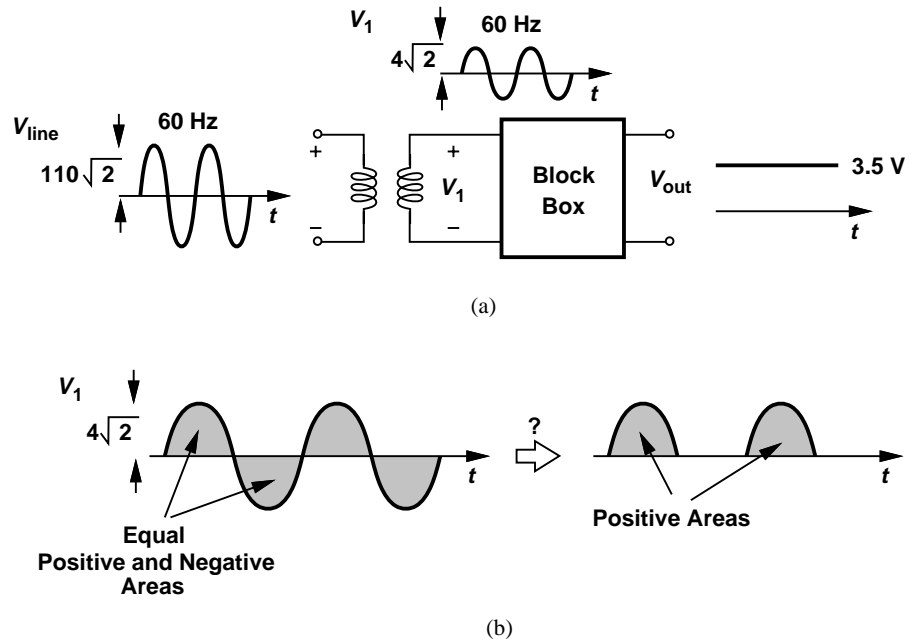 V1
60 Hz
4√2
t
Vline
60 Hz
110√2
t
+
−
+
V1
−
Block
Box
Vout
3.5 V
t
(a)
V1
4√2
t
?
t
Equal
Positive and Negative
Areas
Positive Areas
(b)